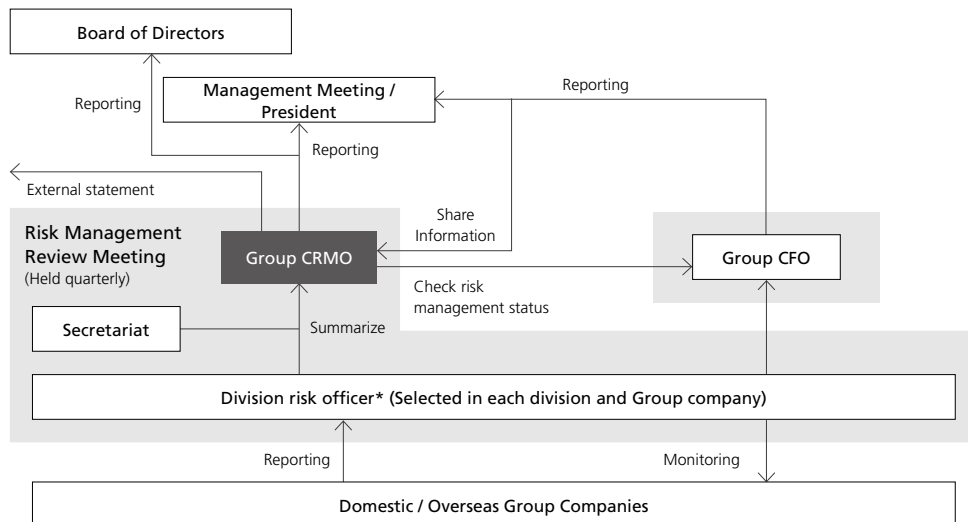 Board of Directors
Reporting
Management Meeting /
President
Reporting
Reporting
External statement
Share
Information
Risk Management
Review Meeting
(Held quarterly)
Group CRMO
Group CFO
Check risk
management status
Secretariat
Summarize
Division risk officer* (Selected in each division and Group company)
Reporting
Monitoring
Domestic / Overseas Group Companies